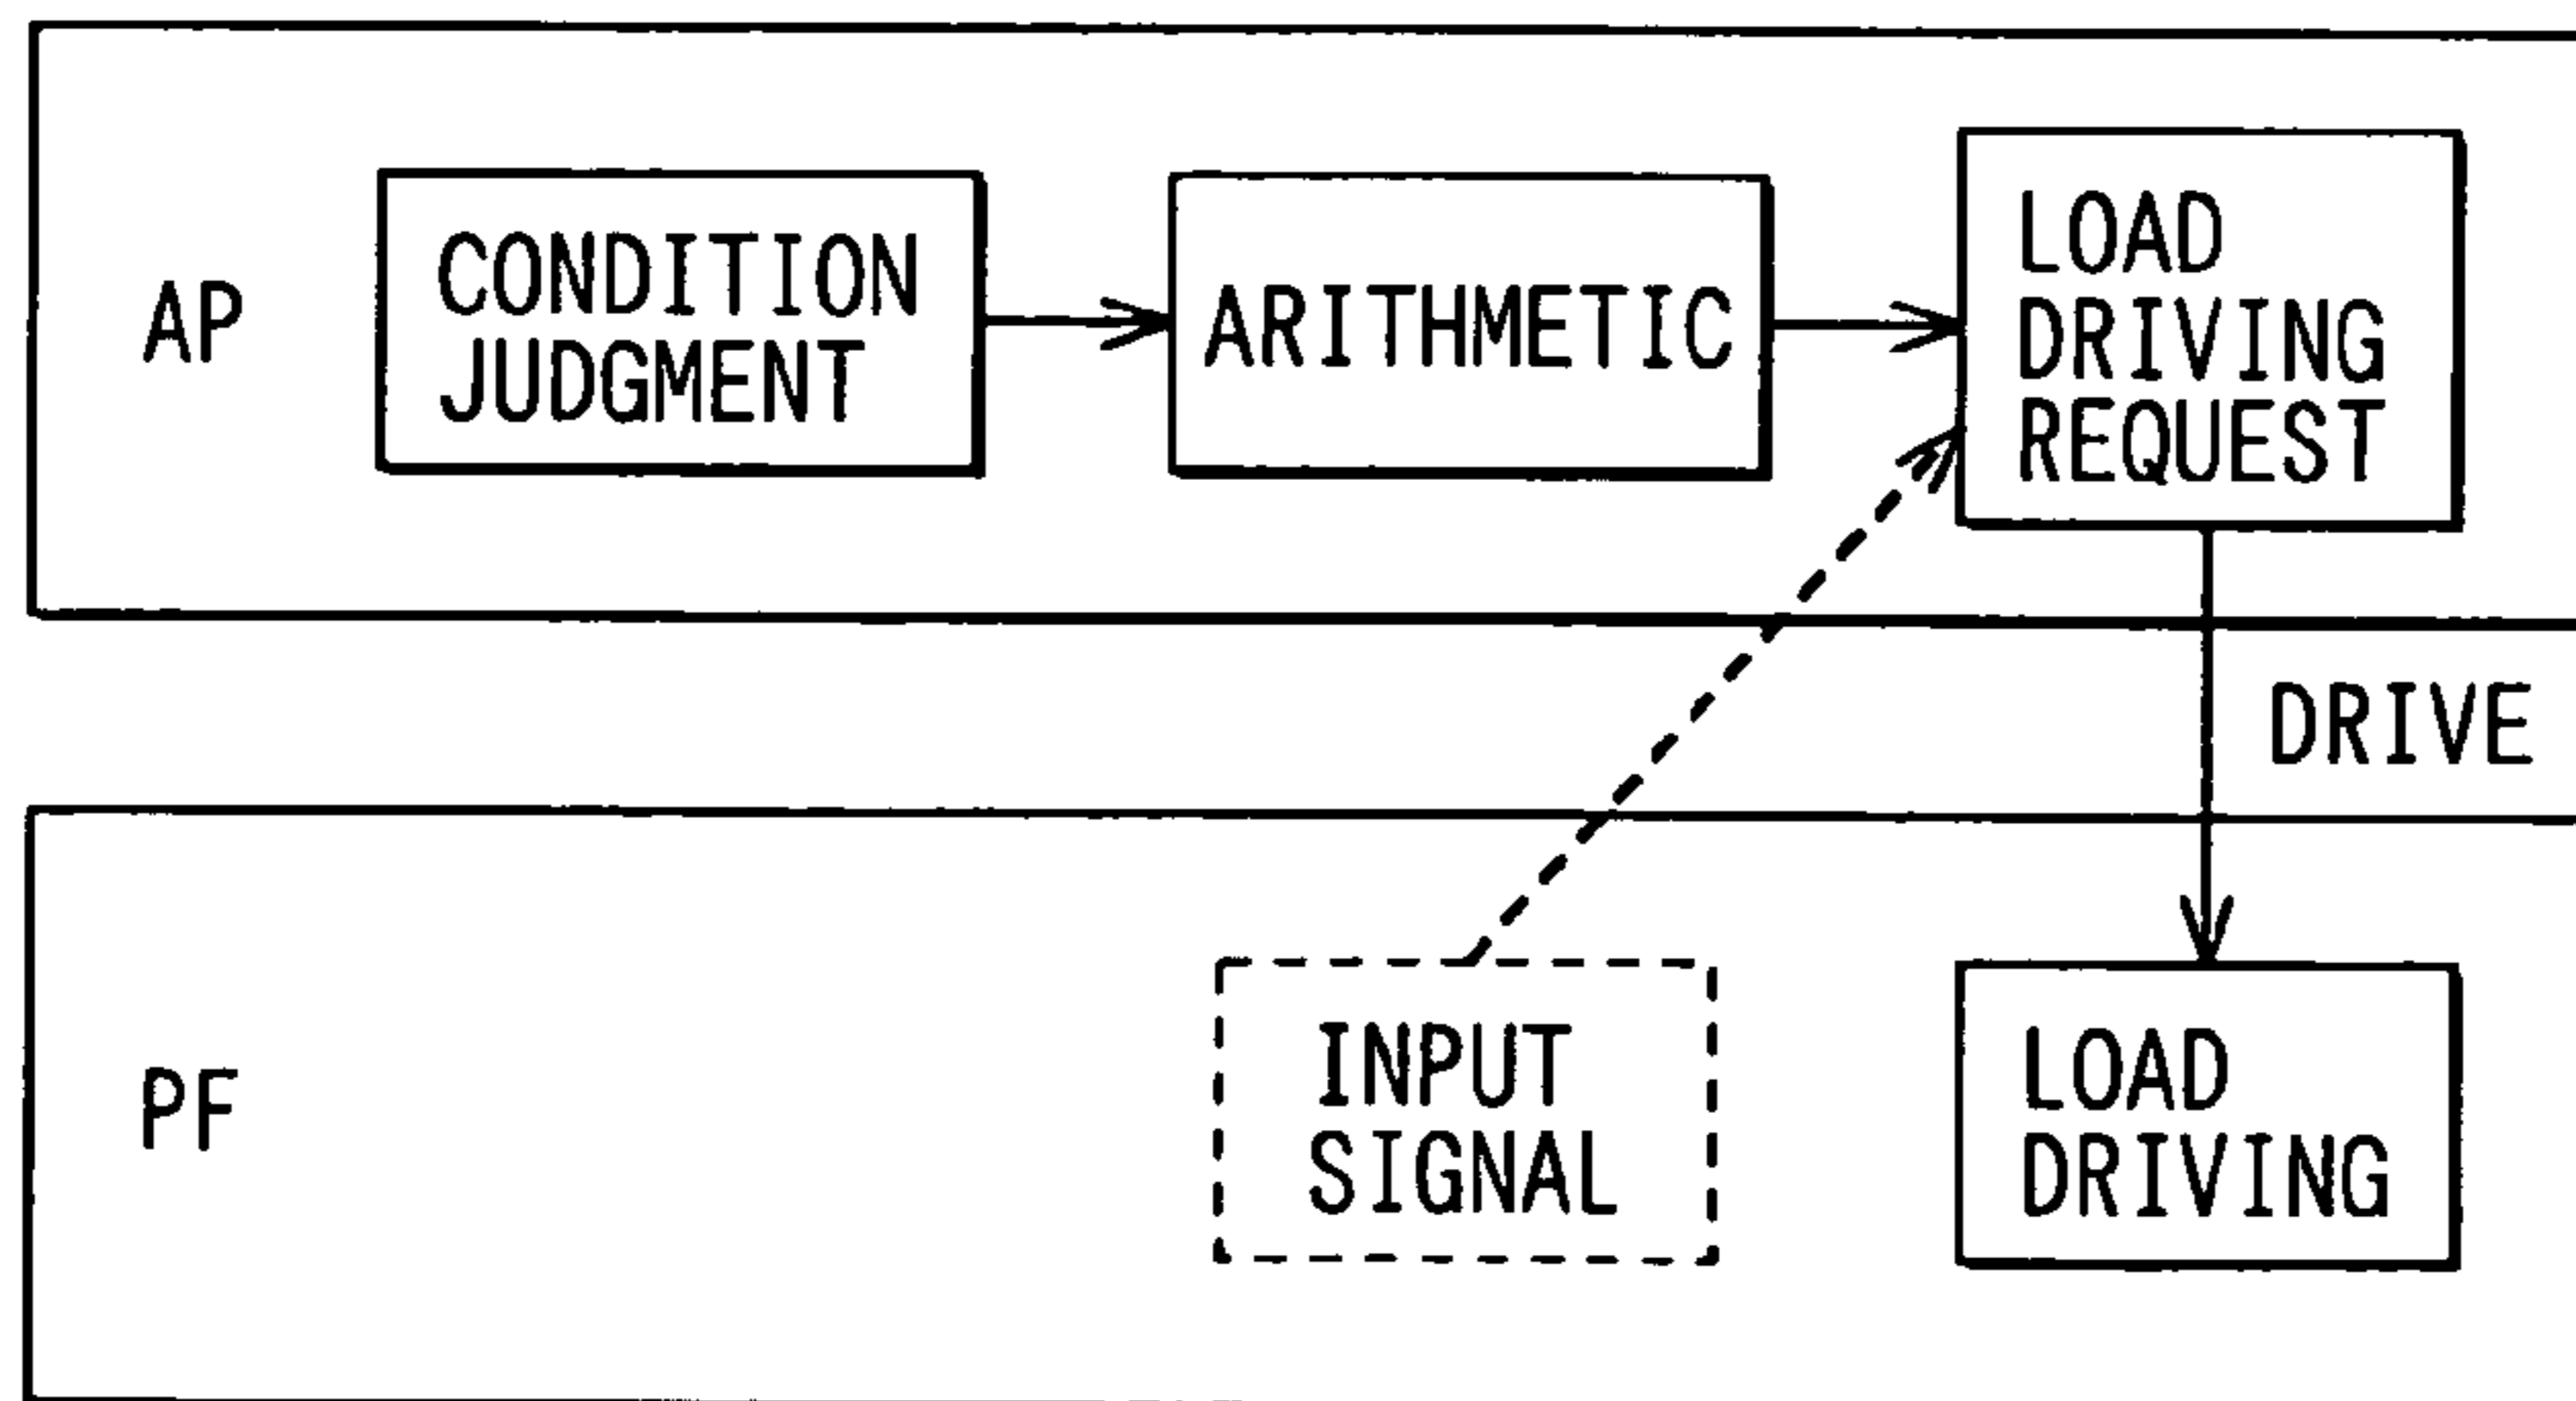 AP
CONDITION
JUDGMENT
ARITHMETIC
LOAD
DRIVING
REQUEST
DRIVE
PF
INPUT
SIGNAL
LOAD
DRIVING